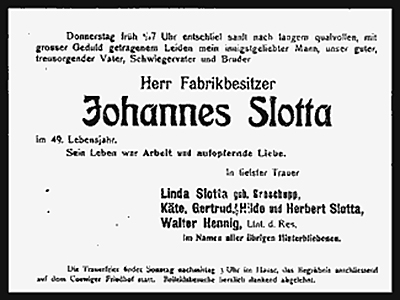 Donnerstag früh ½7 Uhr entschlief sanft nach langem qualvollen, mit
grosser Geduld getragenem Leiden mein innigstgeliebter Mann, unser guter,
treusorgender Vater, Schwiegervater und Bruder
Herr Fabrikbesitzer
Johannes Slotta
im 49. Lebensjahr.
Sein Leben war Arbeit und aufopfernde Liebe.
In tiefster Trauer
Linda Slotta geb. Kroschupp,
Käte, Gertrud, Hilde und Herbert Slotta,
Walter Hennig, Ltnt. d. Res,
im Namen aller übrigen Hinterbliebenen.
Die Trauerfeier findet Sonntag nachmittag 3 Uhr im Hause, das Begräbnis anschliessend
auf dem Coswiger Friedhof statt. Beileidsbesuche herzlich dankend abgelehnt.